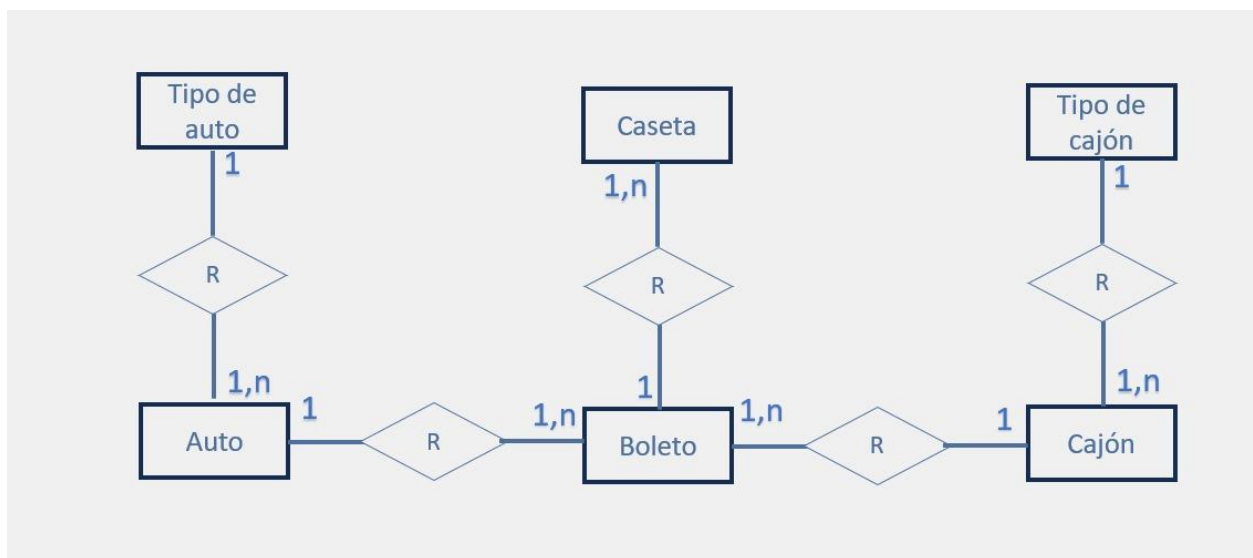 Tipo de
auto
Caseta
Tipo de
cajón
1
1,n
1
R
R
R
1,n
1
1,n
Auto
1
R
1,n
Boleto
1,n
R
1
Cajón